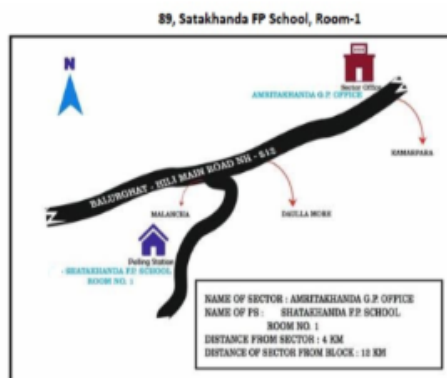 89, Satakhanda FP School, Room-1
N
Sector Office
AMRITAKHANDA G.P. OFFICE
KAMARPARA
BALURGHAT - HILI MAIN ROAD NH - 512
MALANCHA
DAULLA MORE
Polling Station
SHATAKHANDA F.P. SCHOOL
ROOM NO. 1
NAME OF SECTOR : AMRITAKHANDA G.P. OFFICE
NAME OF PS : SHATAKHANDA F.P. SCHOOL
ROOM NO. 1
DISTANCE FROM SECTOR : 4 KM
DISTANCE OF SECTOR FROM BLOCK : 12 KM